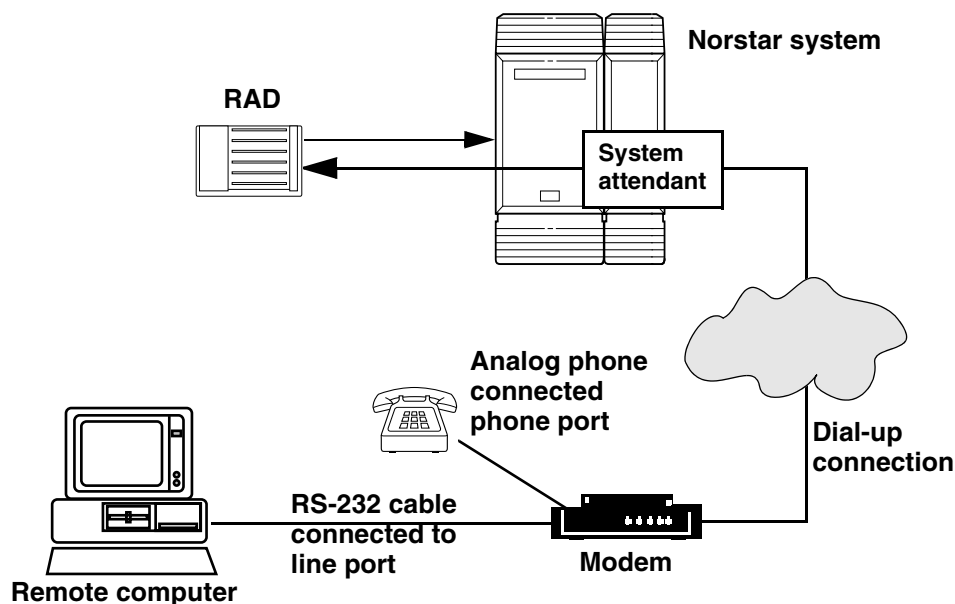 Norstar system
RAD
System
attendant
Analog phone
connected
phone port
Dial-up
connection
RS-232 cable
connected to
line port
Modem
Remote computer